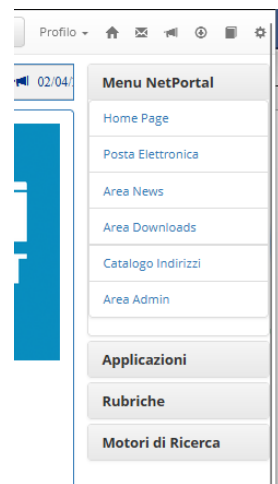 Profilo
02/04/
Menu NetPortal
Home Page
Posta Elettronica
Area News
Area Downloads
Catalogo Indirizzi
Area Admin
Applicazioni
Rubriche
Motori di Ricerca